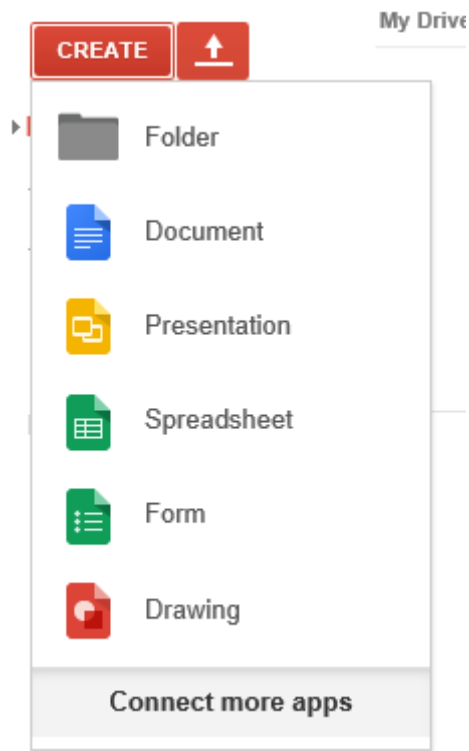 My Drive
CREATE
Folder
Document
Presentation
Spreadsheet
Form
Drawing
Connect more apps